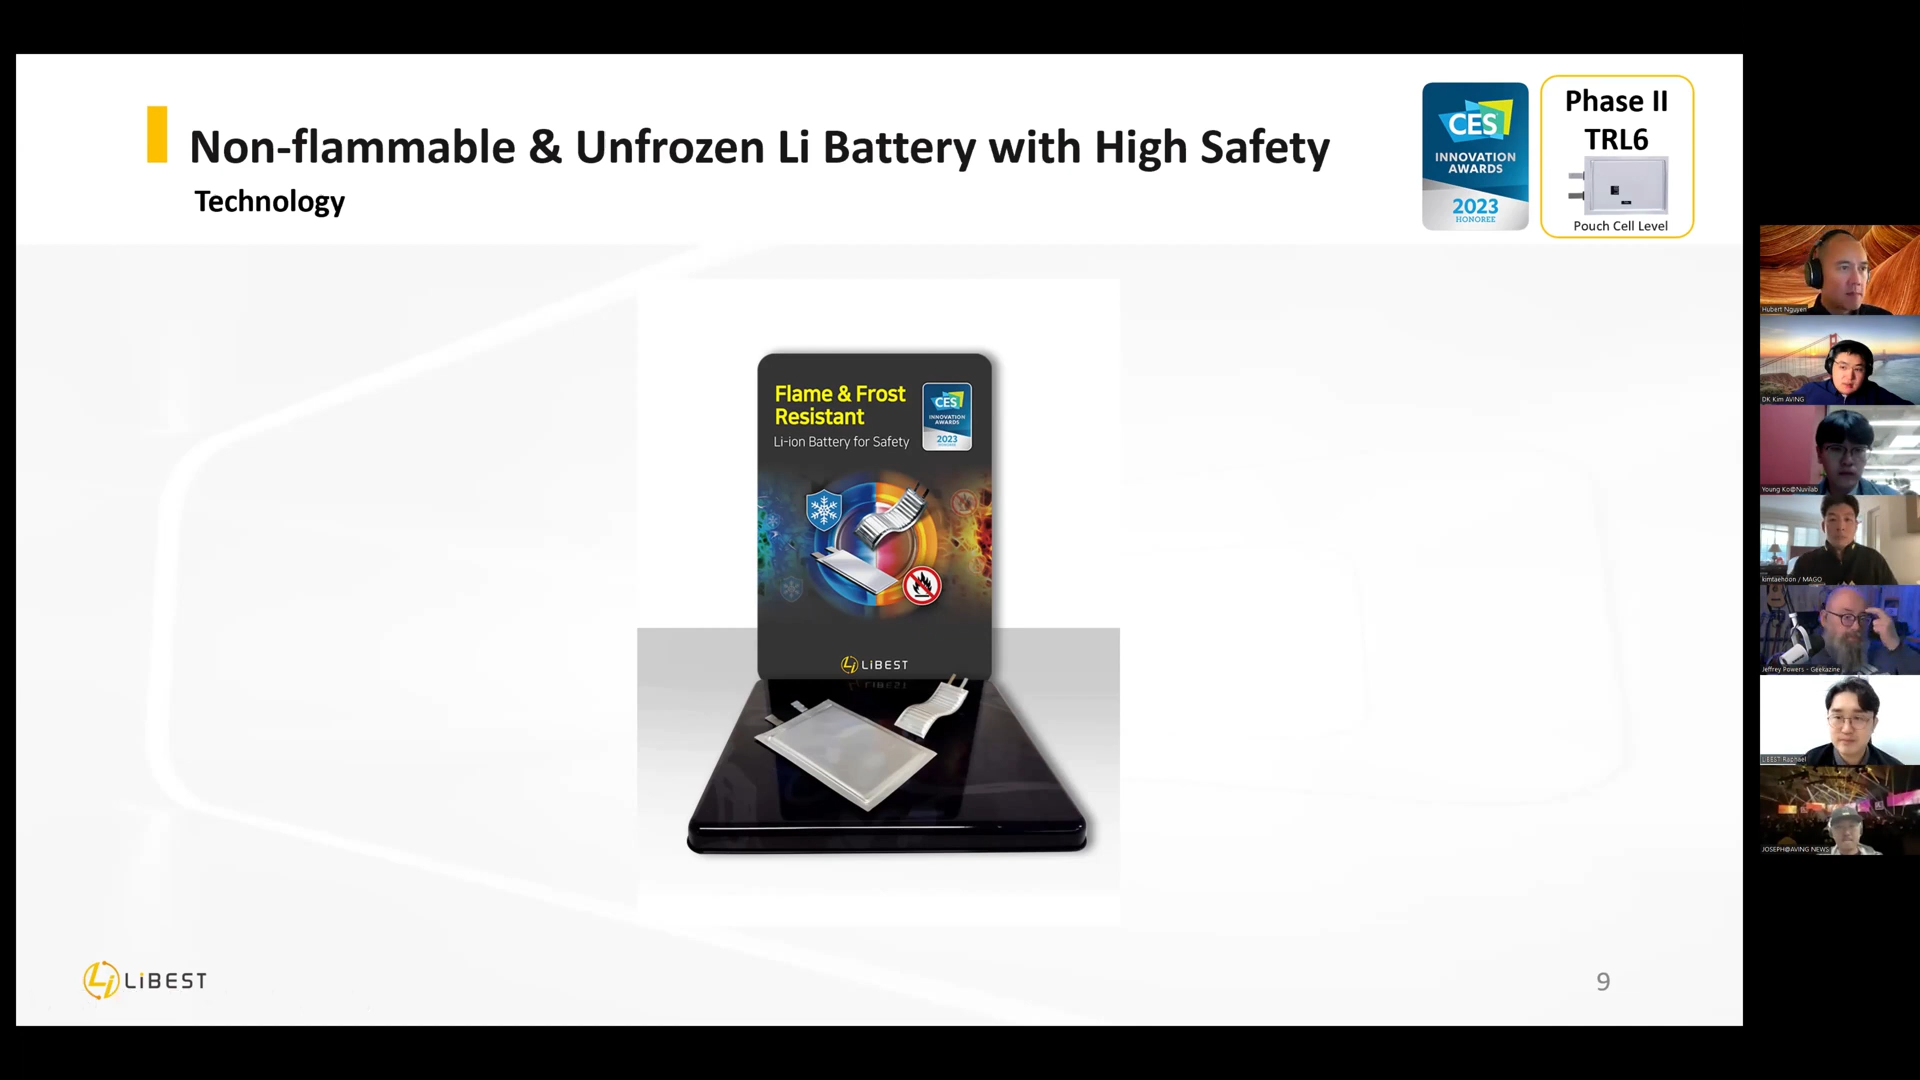 Non-flammable & Unfrozen Li Battery with High Safety
Technology
CES
INNOVATION
AWARDS
2023
HONOREE
Phase II
TRL6
Pouch Cell Level
Flame & Frost
Resistant
Li-ion Battery for Safety
CES
INNOVATION
AWARDS
2023
LiBEST
LiBEST
9
Hubert Nguyen
DK Kim AVING
Young Ko@Nuvilab
kimtaehoon / MAGO
Jeffrey Powers - Geekazine
LiBEST Raphael
JOSEPH@AVING NEWS